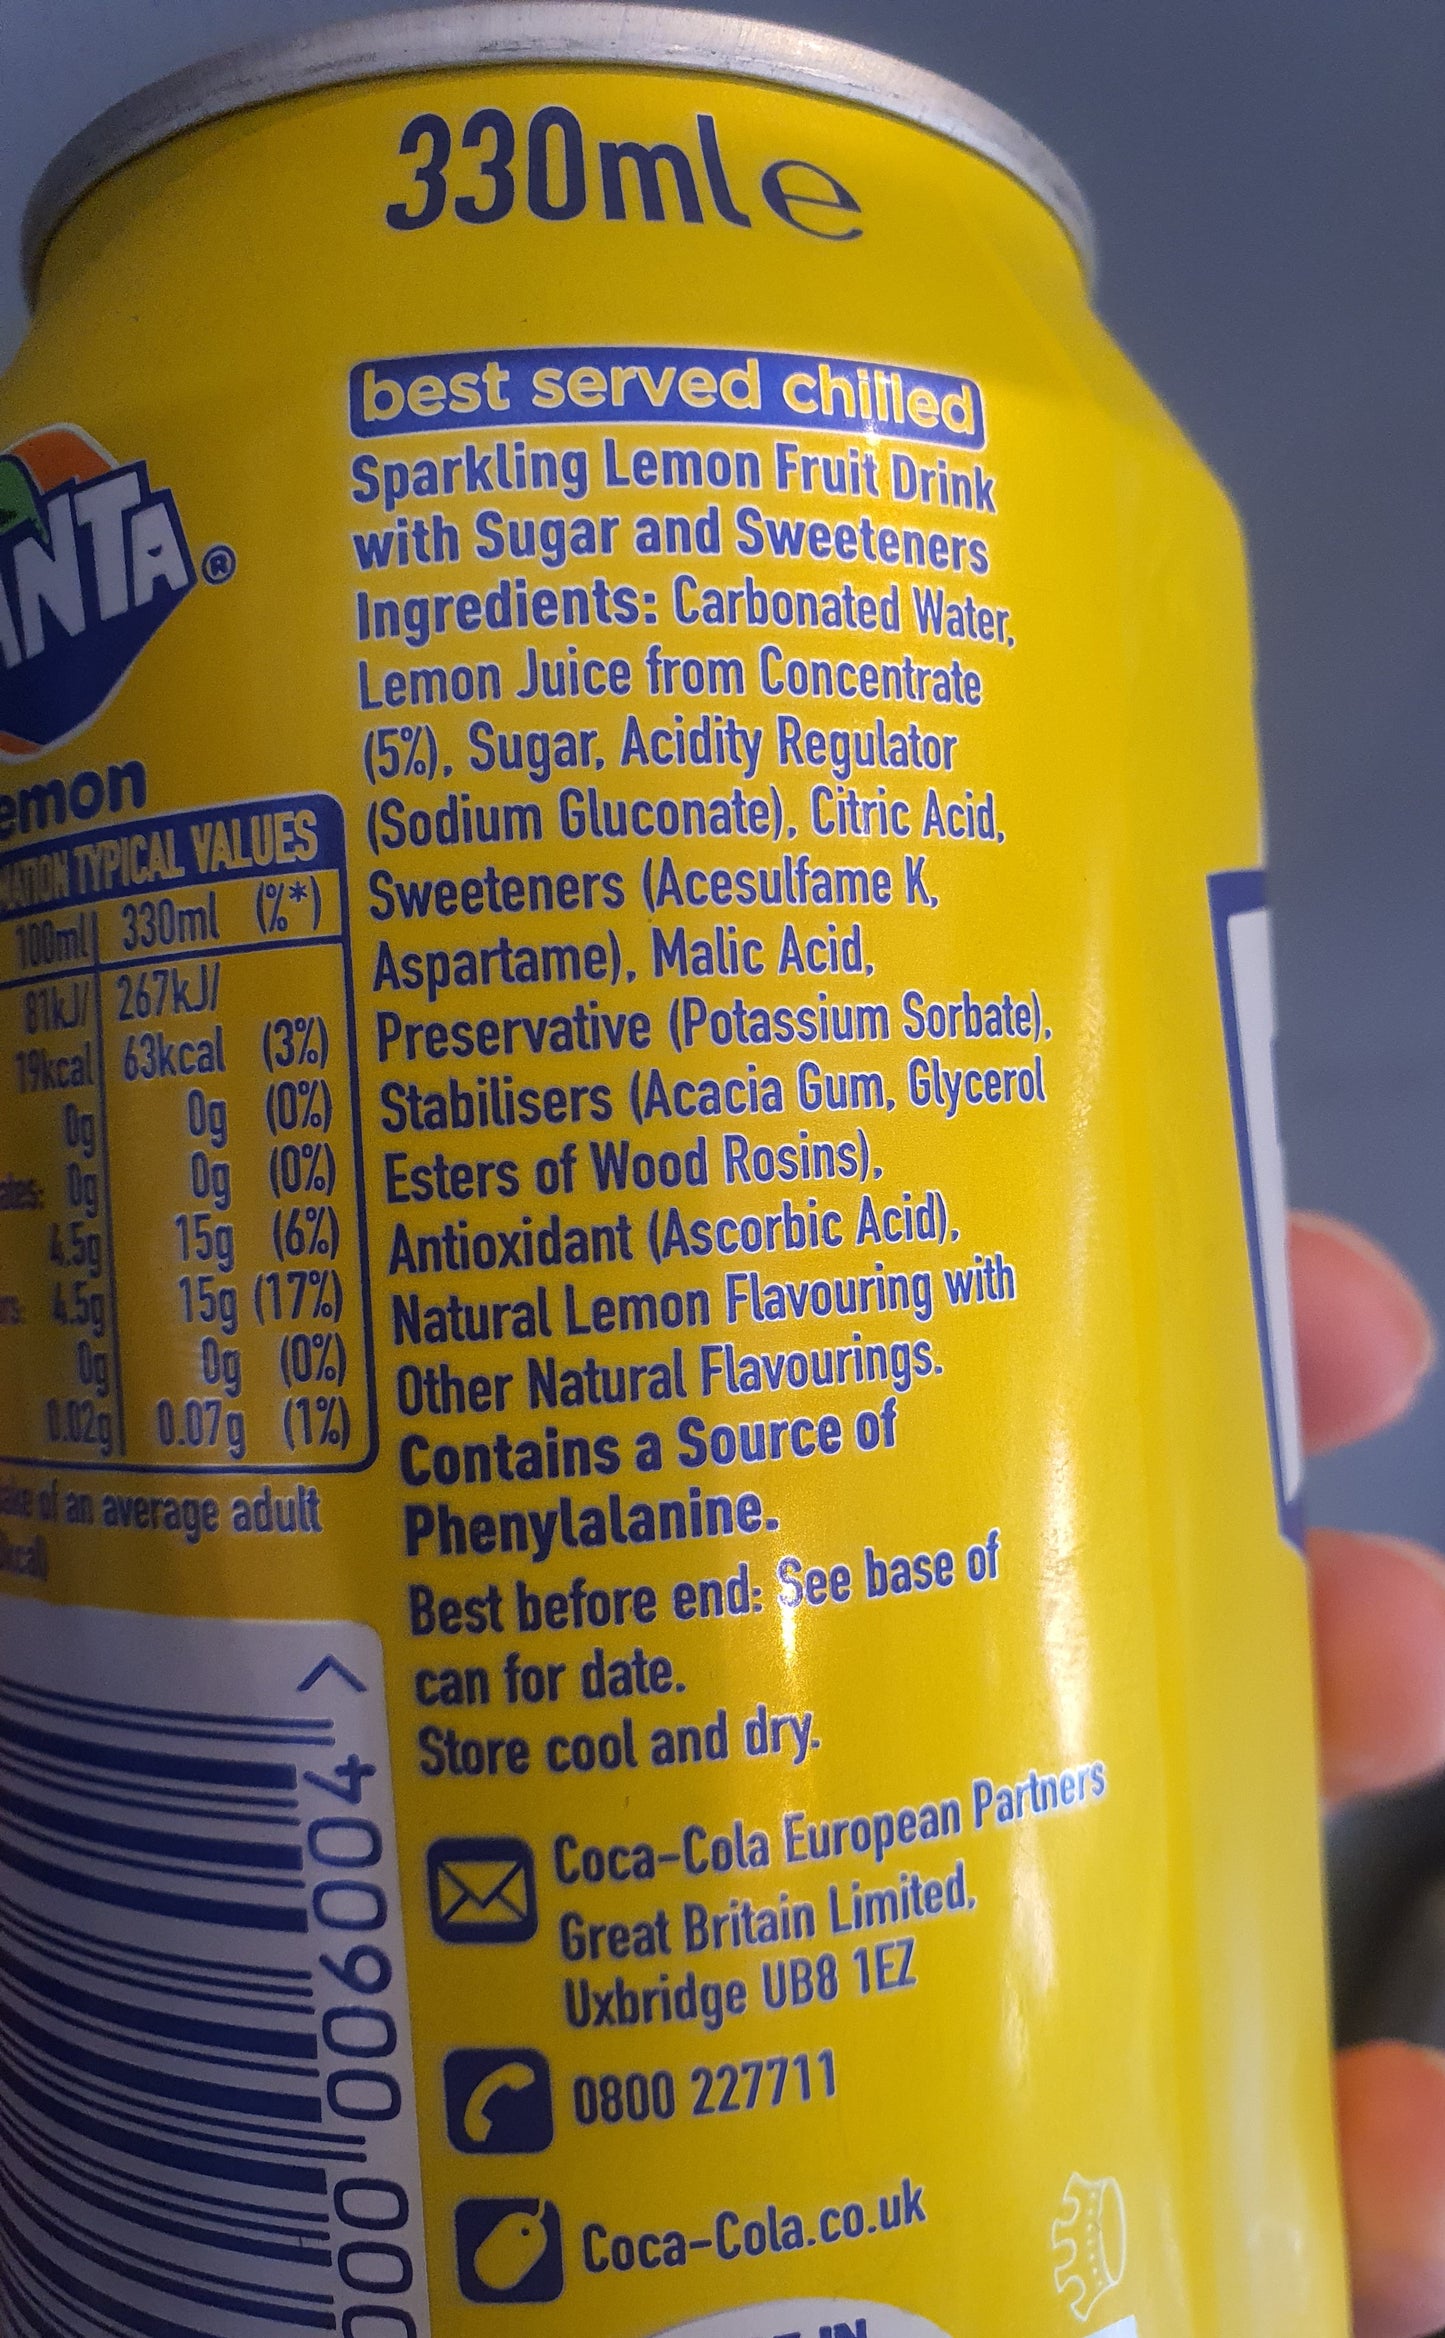 330ml e
best served chilled
Sparkling Lemon Fruit Drink
with Sugar and Sweeteners
Ingredients: Carbonated Water,
Lemon Juice from Concentrate
(5%), Sugar, Acidity Regulator
(Sodium Gluconate), Citric Acid,
Sweeteners (Acesulfame K,
Aspartame), Malic Acid,
Preservative (Potassium Sorbate),
Stabilisers (Acacia Gum, Glycerol
Esters of Wood Rosins),
Antioxidant (Ascorbic Acid),
Natural Lemon Flavouring with
Other Natural Flavourings.
Contains a Source of
Phenylalanine.
Best before end: See base of
can for date.
Store cool and dry.
Coca-Cola European Partners
Great Britain Limited,
Uxbridge UB8 1EZ
0800 227711
Coca-Cola.co.uk
ANTA®
emon
TYPICAL VALUES
100ml 330ml (%*)
81kJ/ 267kJ/
19kcal 63kcal (3%)
0g 0g (0%)
0g 0g (0%)
4.5g 15g (6%)
4.5g 15g (17%)
0g 0g (0%)
0.02g 0.07g (1%)
of an average adult
00 00 00604 >
IN